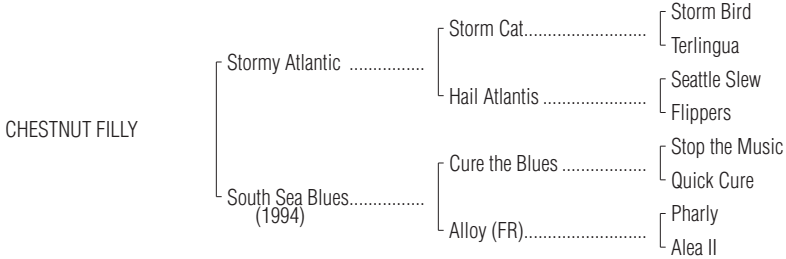 Storm Bird
Storm Cat..........................
Terlingua
Stormy Atlantic ................
Seattle Slew
Hail Atlantis ......................
Flippers
CHESTNUT FILLY
Stop the Music
Cure the Blues ..................
Quick Cure
South Sea Blues................
(1994)
Pharly
Alloy (FR)..........................
Alea II